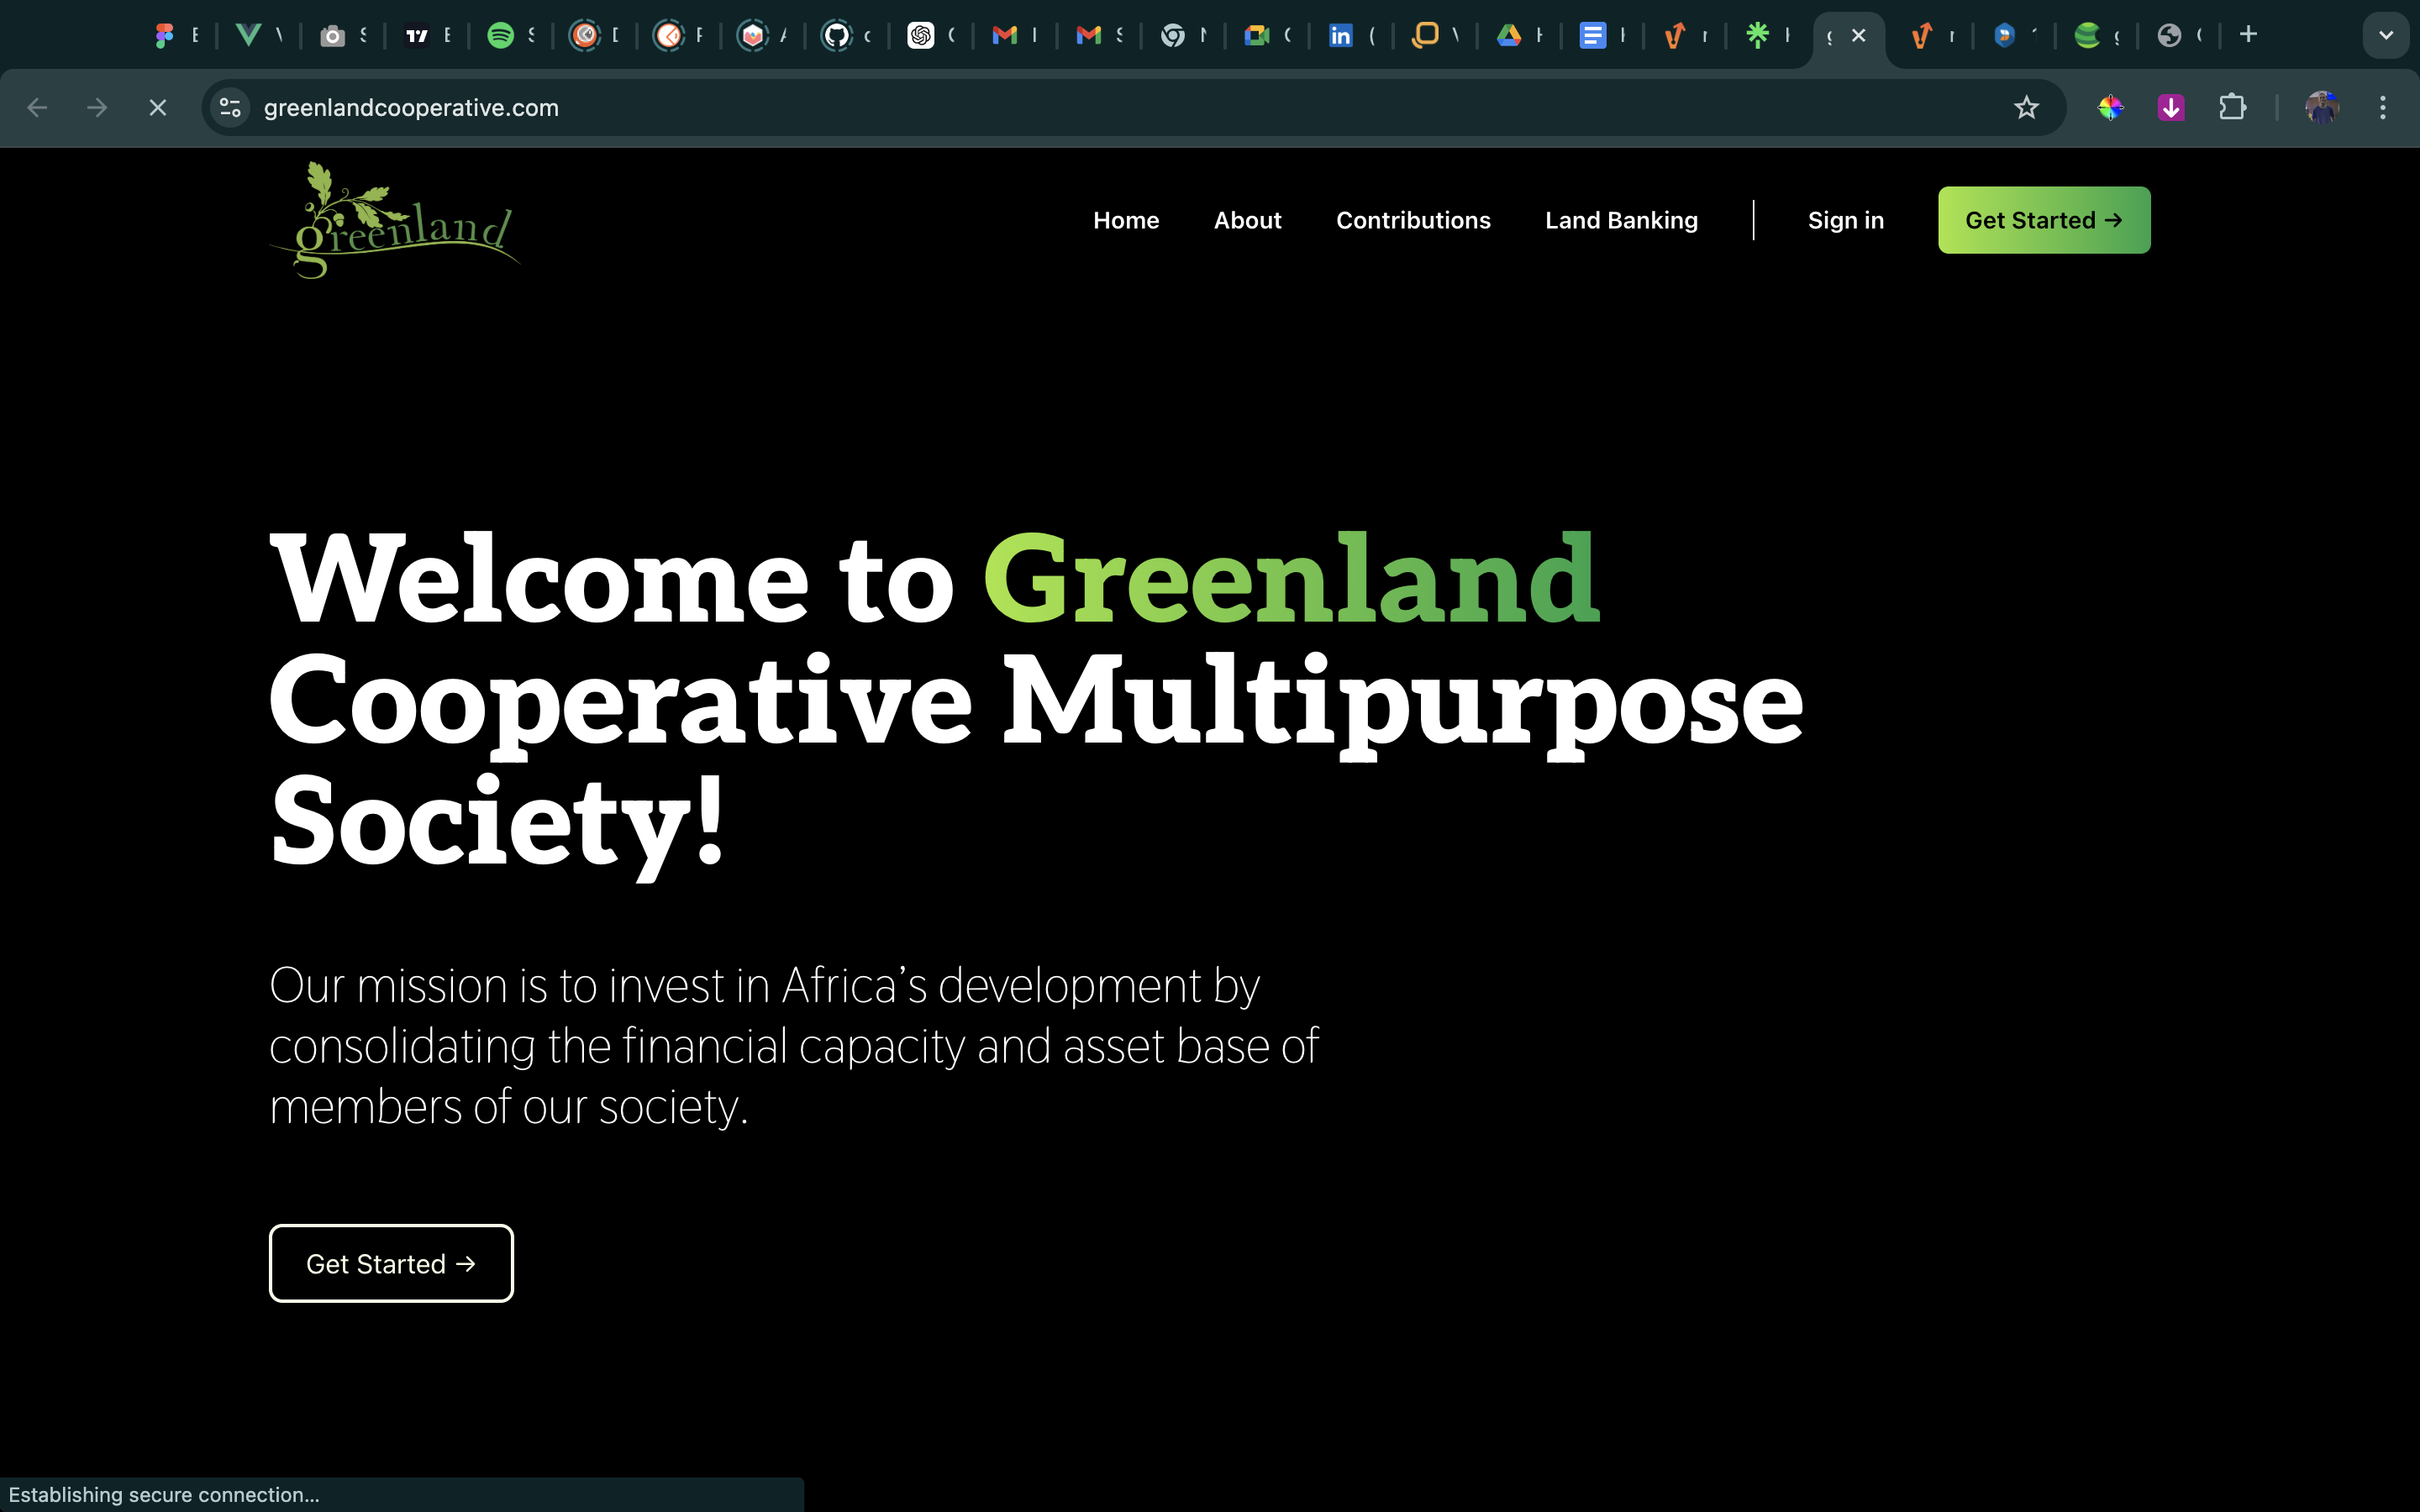 greenlandcooperative.com
greenland
Home About Contributions Land Banking Sign in Get Started →
Welcome to Greenland
Cooperative Multipurpose
Society!
Our mission is to invest in Africa’s development by
consolidating the financial capacity and asset base of
members of our society.
Get Started →
Establishing secure connection...